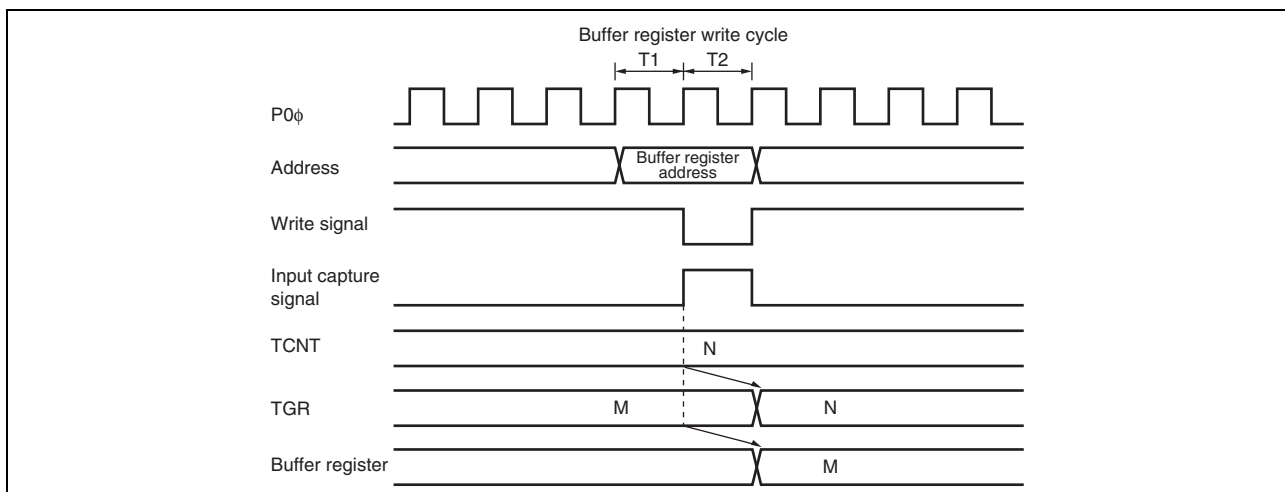 Buffer register write cycle
T1 T2
P0ϕ
Address
Buffer register
address
Write signal
Input capture
signal
TCNT
N
TGR
M N
Buffer register
M